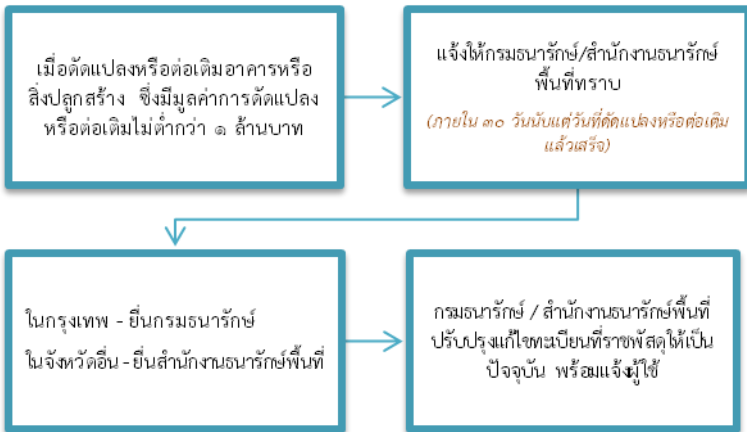 เมื่อดัดแปลงหรือต่อเติมอาคารหรือ
สิ่งปลูกสร้าง ซึ่งมีมูลค่าการดัดแปลง
หรือต่อเติมไม่ต่ำกว่า ๑ ล้านบาท
แจ้งให้กรมธนารักษ์/สำนักงานธนารักษ์
พื้นที่ทราบ
(ภายใน ๓๐ วันนับแต่วันที่ดัดแปลงหรือต่อเติม
แล้วเสร็จ)
ในกรุงเทพ - ยื่นกรมธนารักษ์
ในจังหวัดอื่น - ยื่นสำนักงานธนารักษ์พื้นที่
กรมธนารักษ์ / สำนักงานธนารักษ์พื้นที่
ปรับปรุงแก้ไขทะเบียนที่ราชพัสดุให้เป็น
ปัจจุบัน พร้อมแจ้งผู้ใช้